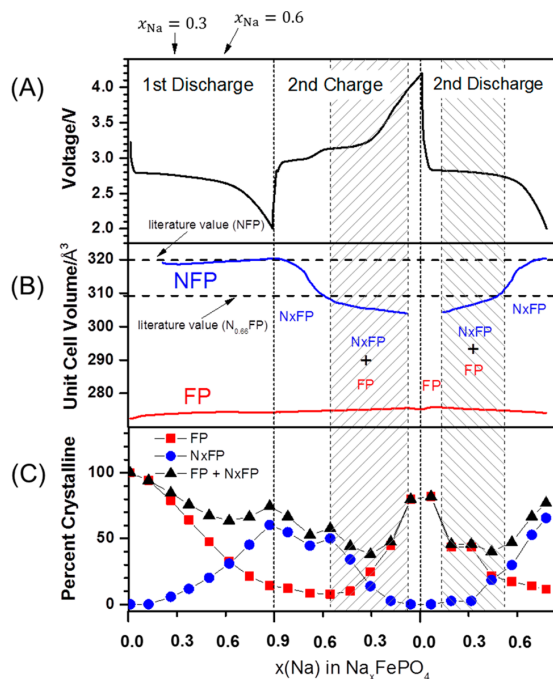 x_Na = 0.3 x_Na = 0.6
(A)
1st Discharge 2nd Charge 2nd Discharge
Voltage/V
4.0
3.5
3.0
2.5
2.0
(B)
literature value (NFP)
NFP
literature value (N0.66FP)
NxFP NxFP NxFP NxFP
+ +
FP FP FP FP
Unit Cell Volume/Å³
320
310
300
290
280
270
(C)
FP
NxFP
FP + NxFP
Percent Crystalline
100
50
0
0.0 0.3 0.6 0.9 0.6 0.3 0.0 0.3 0.6
x(Na) in NaxFePO4